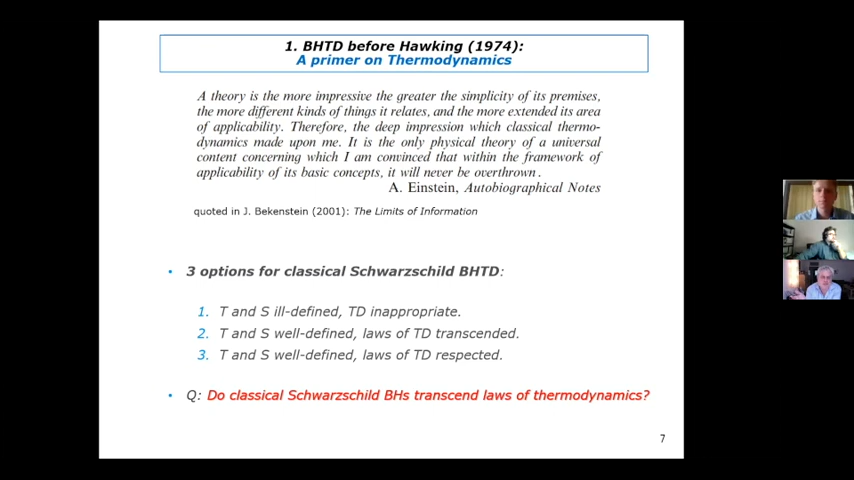 1. BHTD before Hawking (1974):
A primer on Thermodynamics
A theory is the more impressive the greater the simplicity of its premises,
the more different kinds of things it relates, and the more extended its area
of applicability. Therefore, the deep impression which classical thermo-
dynamics made upon me. It is the only physical theory of a universal
content concerning which I am convinced that within the framework of
applicability of its basic concepts, it will never be overthrown.
A. Einstein, Autobiographical Notes
quoted in J. Bekenstein (2001): The Limits of Information
• 3 options for classical Schwarzschild BHTD:
1. T and S ill-defined, TD inappropriate.
2. T and S well-defined, laws of TD transcended.
3. T and S well-defined, laws of TD respected.
• Q: Do classical Schwarzschild BHs transcend laws of thermodynamics?
7